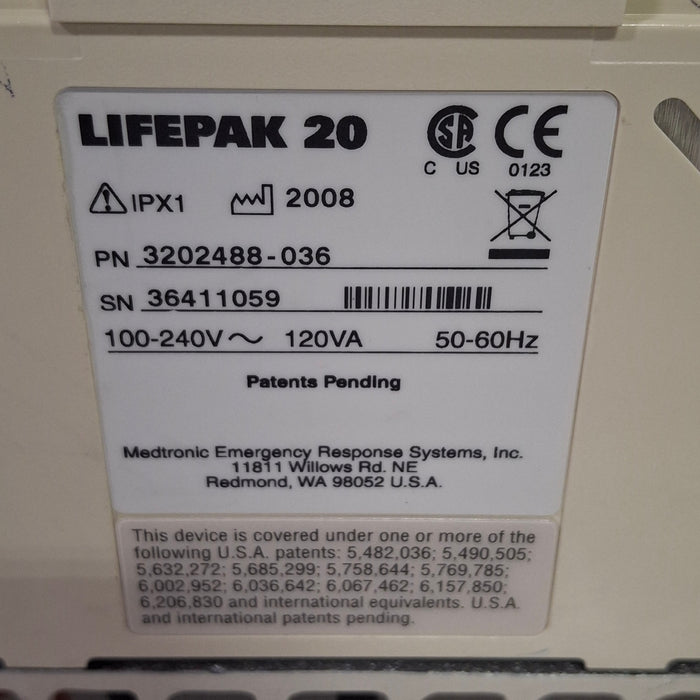 LIFEPAK 20
SA
C US
CE
0123
IPX1 2008
PN 3202488-036
SN 36411059
100-240V~ 120VA 50-60Hz
Patents Pending
Medtronic Emergency Response Systems, Inc.
11811 Willows Rd. NE
Redmond, WA 98052 U.S.A.
This device is covered under one or more of the
following U.S.A. patents: 5,482,036; 5,490,505;
5,632,272; 5,685,299; 5,758,644; 5,769,785;
6,002,952; 6,036,642; 6,067,462; 6,157,850;
6,206,830 and international equivalents. U.S.A.
and international patents pending.